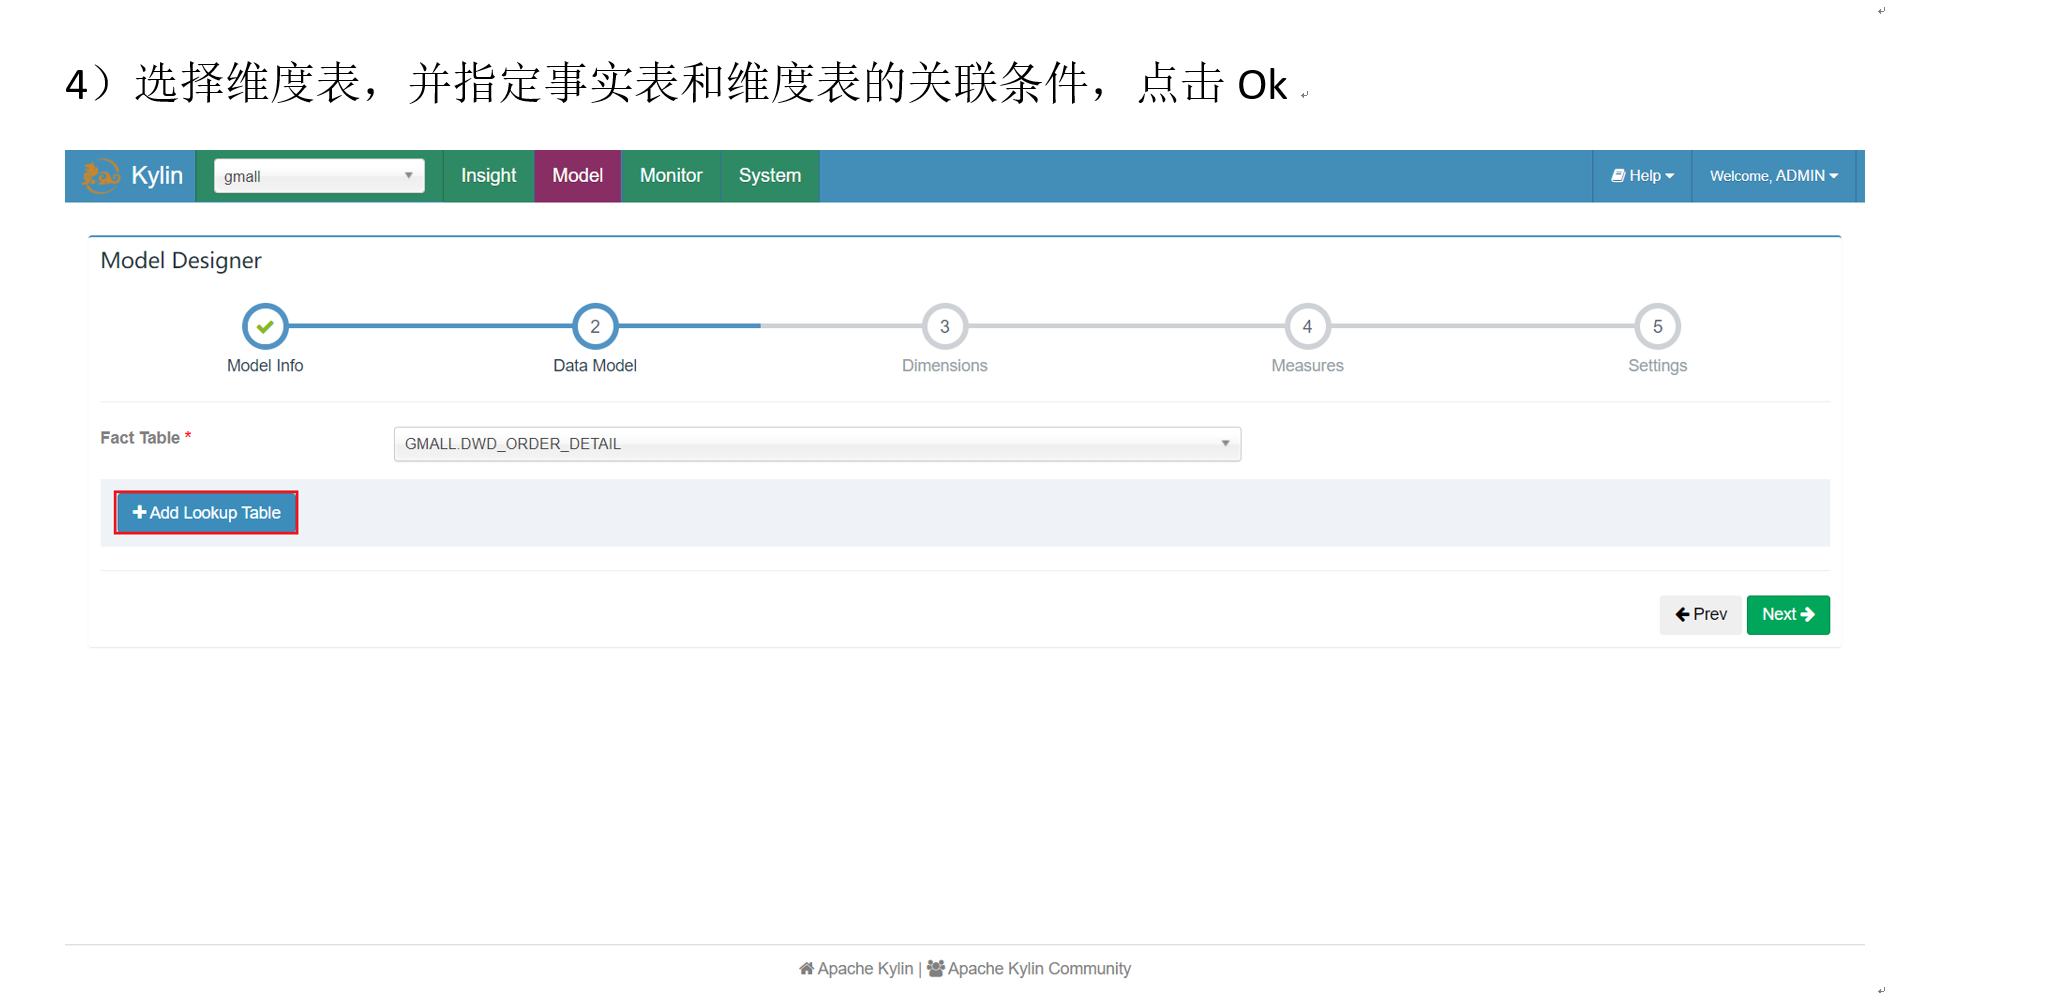 4）选择维度表，并指定事实表和维度表的关联条件，点击 Ok
Kylin gmall Insight Model Monitor System Help Welcome, ADMIN
Model Designer
2 3 4 5
Model Info Data Model Dimensions Measures Settings
Fact Table * GMALL.DWD_ORDER_DETAIL
Add Lookup Table
Prev Next
Apache Kylin | Apache Kylin Community